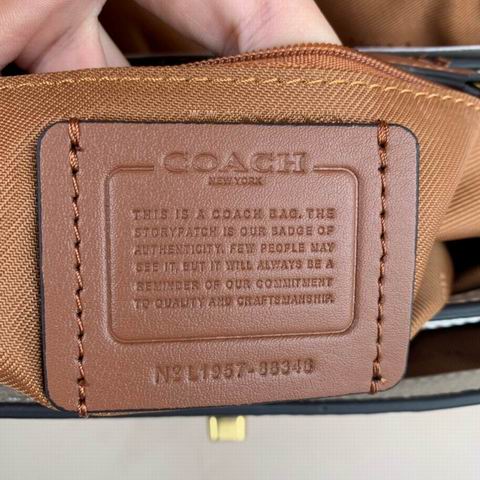 COACH
NEW YORK
THIS IS A COACH BAG. THE
STORYPATCH IS OUR BADGE OF
AUTHENTICITY. FEW PEOPLE MAY
SEE IT, BUT IT WILL ALWAYS BE A
REMINDER OF OUR COMMITMENT
TO QUALITY AND CRAFTSMANSHIP.